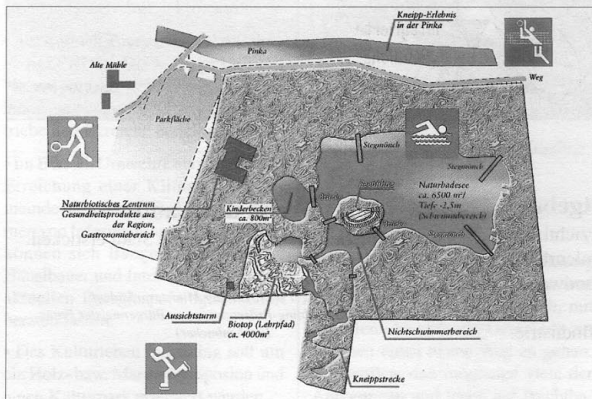 Kneipp-Erlebnis
in der Pinka
Pinka
Alte Mühle
Weg
Parkfläche
Stegmönch
Stegmönch
Naturbadesee
ca. 6500 m²/
Tiefe -2,5m
(Schwimmbereich)
Naturbiotisches Zentrum
Gesundheitsprodukte aus
der Region,
Gastronomiebereich
Kinderbecken
ca. 800m²
Stegmönch
Aussichtsturm
Biotop (Lehrpfad)
ca. 4000m²
Nichtschwimmerbereich
Kneippstrecke